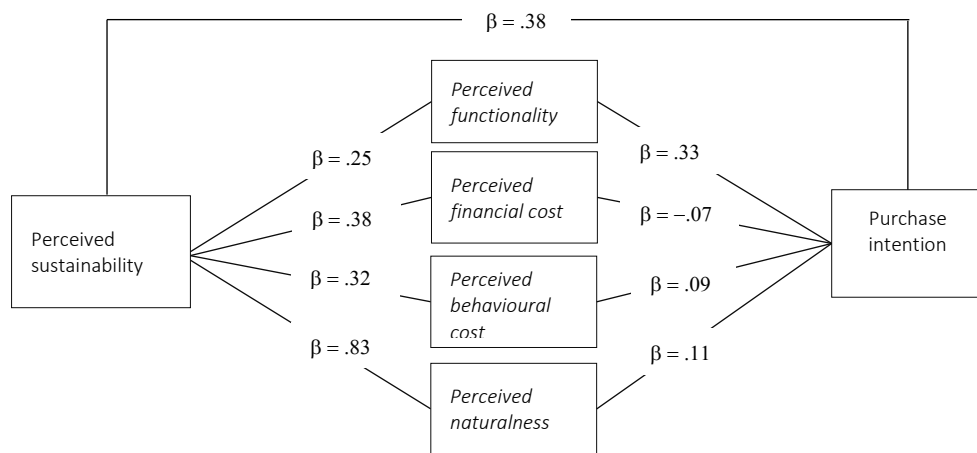 β = .38
Perceived
functionality
β = .25
β = .33
Perceived
financial cost
β = .38
β = −.07
Perceived
sustainability
Purchase
intention
β = .32
Perceived
behavioural
cost
β = .09
β = .83
β = .11
Perceived
naturalness